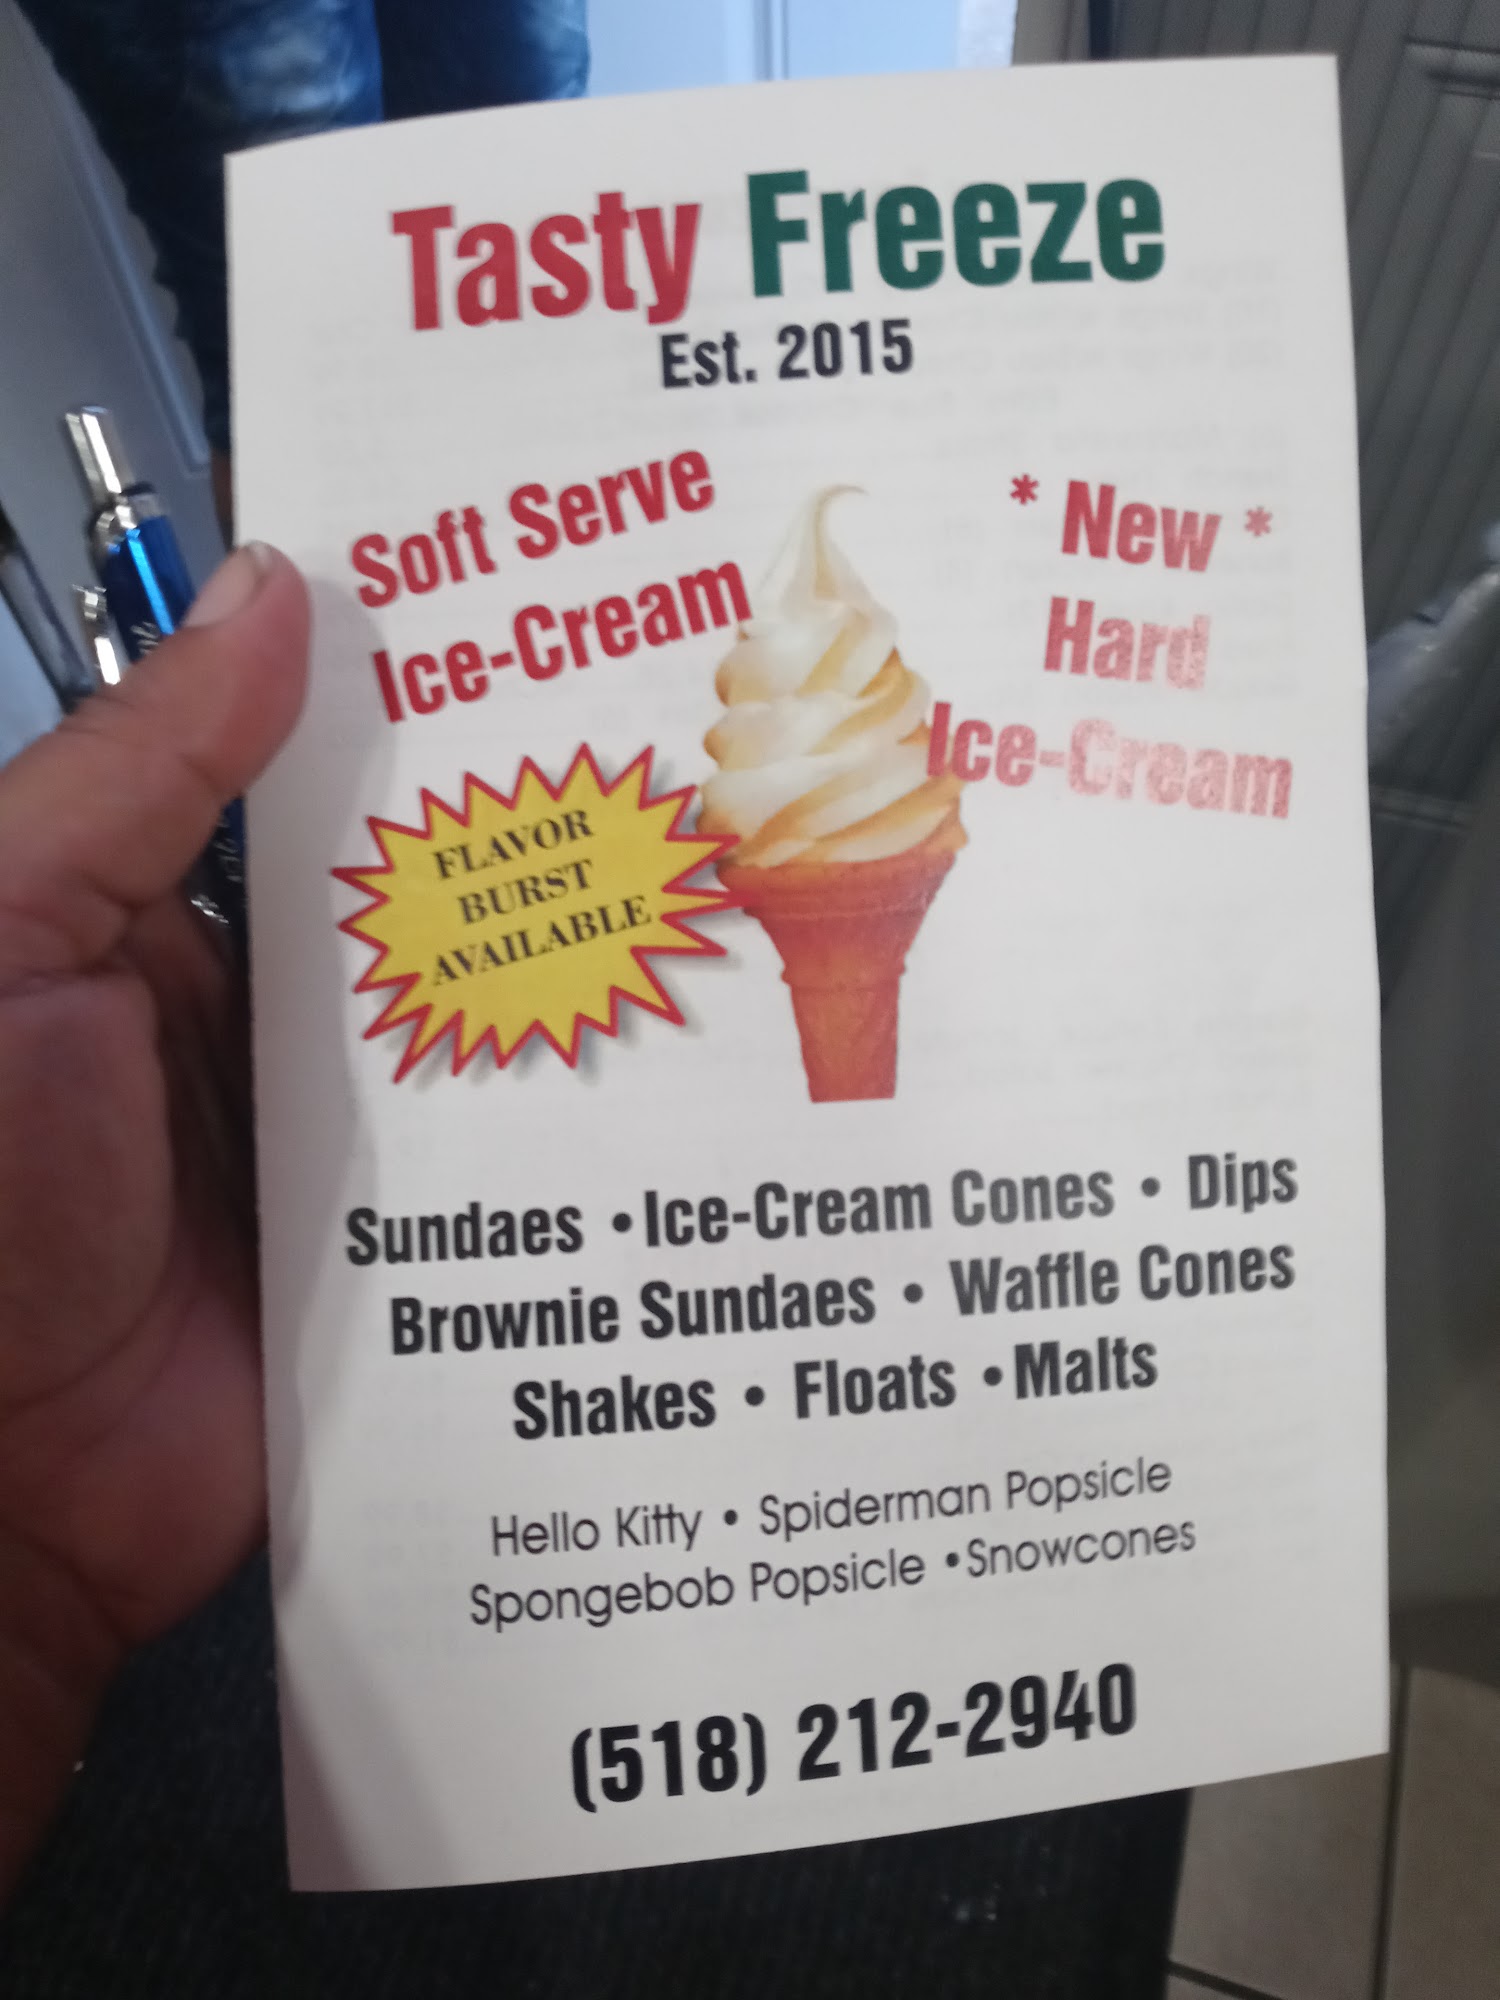 Tasty Freeze
Est. 2015
Soft Serve
Ice-Cream
* New *
Hard
Ice-Cream
FLAVOR
BURST
AVAILABLE
Sundaes • Ice-Cream Cones • Dips
Brownie Sundaes • Waffle Cones
Shakes • Floats • Malts
Hello Kitty • Spiderman Popsicle
Spongebob Popsicle • Snowcones
(518) 212-2940